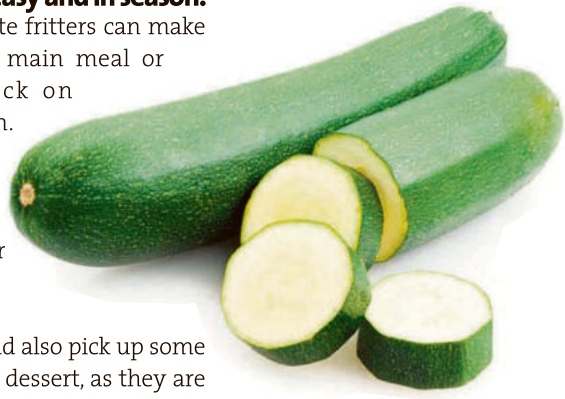 easy and in season.
te fritters can make
main meal or
ck on
n.
r
d also pick up some
dessert, as they are